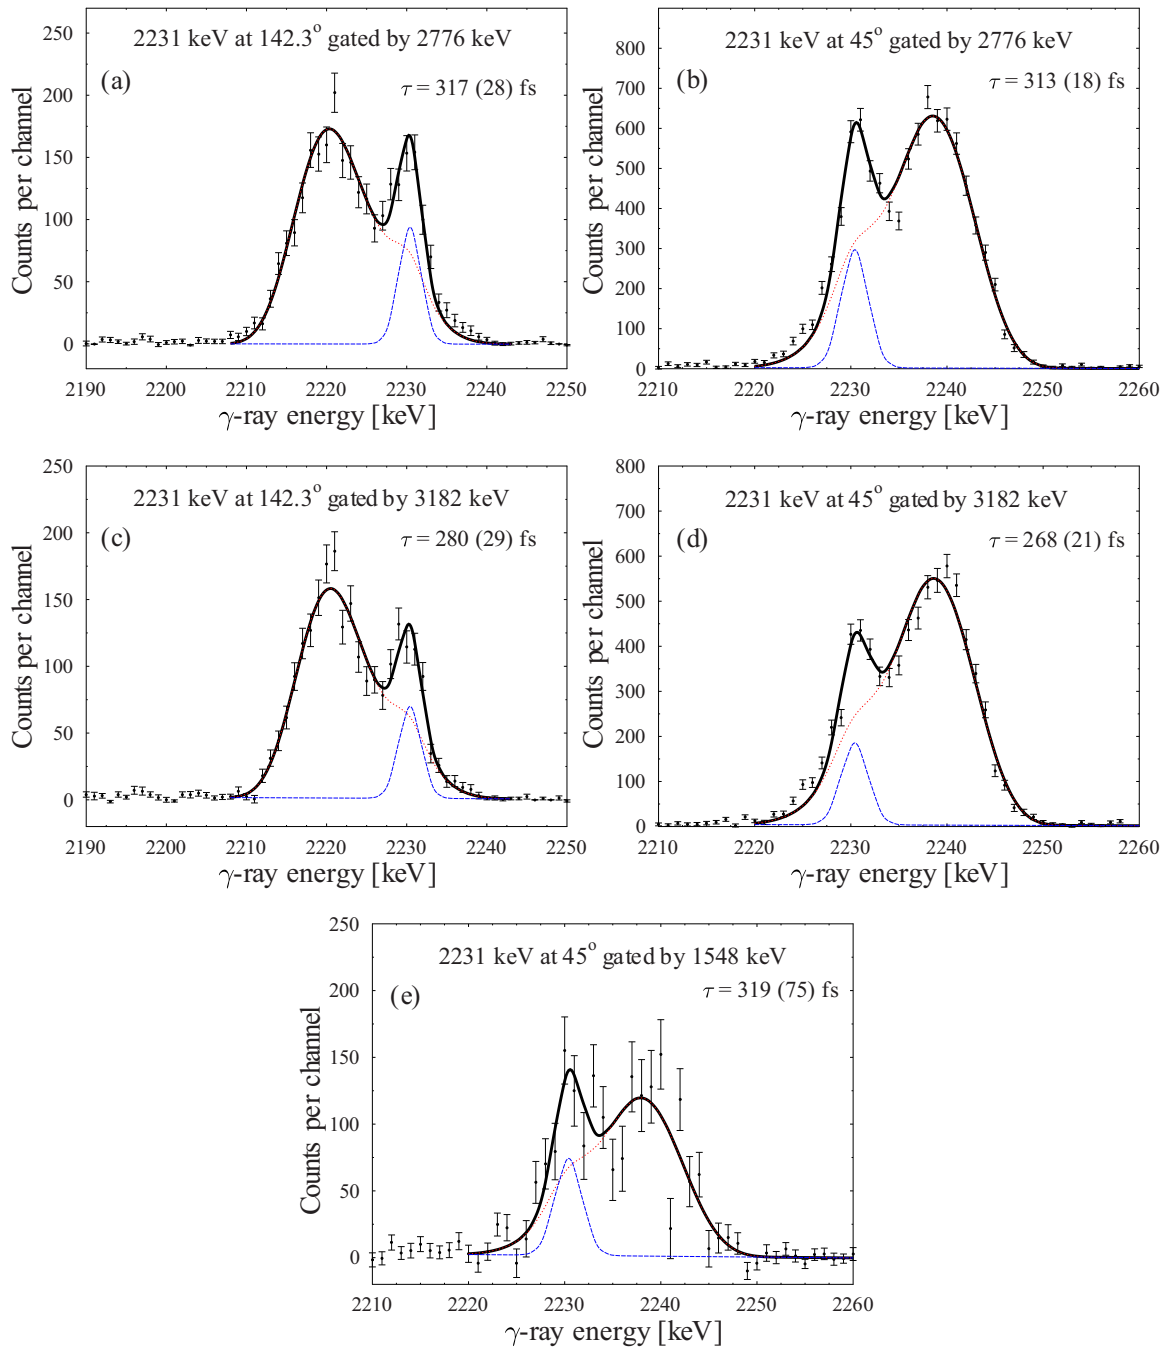 2231 keV at 142.3° gated by 2776 keV
(a)
τ = 317 (28) fs
Counts per channel
250
200
150
100
50
0
2190 2200 2210 2220 2230 2240 2250
γ-ray energy [keV]
2231 keV at 45° gated by 2776 keV
(b)
τ = 313 (18) fs
Counts per channel
800
700
600
500
400
300
200
100
0
2210 2220 2230 2240 2250 2260
γ-ray energy [keV]
2231 keV at 142.3° gated by 3182 keV
(c)
τ = 280 (29) fs
Counts per channel
250
200
150
100
50
0
2190 2200 2210 2220 2230 2240 2250
γ-ray energy [keV]
2231 keV at 45° gated by 3182 keV
(d)
τ = 268 (21) fs
Counts per channel
800
700
600
500
400
300
200
100
0
2210 2220 2230 2240 2250 2260
γ-ray energy [keV]
2231 keV at 45° gated by 1548 keV
(e)
τ = 319 (75) fs
Counts per channel
250
200
150
100
50
0
2210 2220 2230 2240 2250 2260
γ-ray energy [keV]